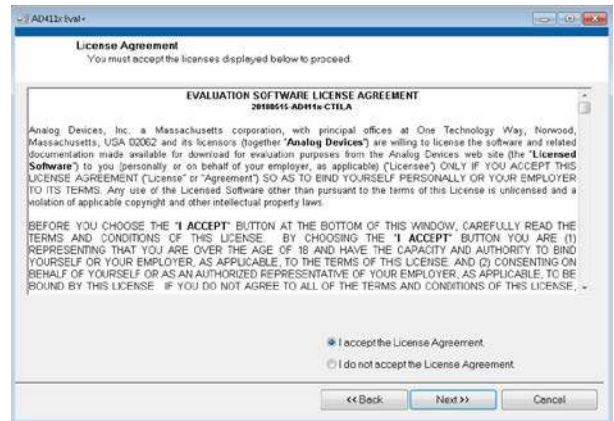 AD411x Eval+
License Agreement
You must accept the licenses displayed below to proceed.
EVALUATION SOFTWARE LICENSE AGREEMENT
20180515-AD411x-CTELA
Analog Devices, Inc. a Massachusetts corporation, with principal offices at One Technology Way, Norwood,
Massachusetts, USA 02062 and its licensors (together "Analog Devices") are willing to license the software and related
documentation made available for download for evaluation purposes from the Analog Devices web site (the "Licensed
Software") to you (personally or on behalf of your employer, as applicable) ("Licensee") ONLY IF YOU ACCEPT THIS
LICENSE AGREEMENT ("License" or "Agreement") SO AS TO BIND YOURSELF PERSONALLY OR YOUR EMPLOYER
TO ITS TERMS. Any use of the Licensed Software other than pursuant to the terms of this License is unlicensed and a
violation of applicable copyright and other intellectual property laws.
BEFORE YOU CHOOSE THE "I ACCEPT" BUTTON AT THE BOTTOM OF THIS WINDOW, CAREFULLY READ THE
TERMS AND CONDITIONS OF THIS LICENSE. BY CHOOSING THE "I ACCEPT" BUTTON YOU ARE (1)
REPRESENTING THAT YOU ARE OVER THE AGE OF 18 AND HAVE THE CAPACITY AND AUTHORITY TO BIND
YOURSELF OR YOUR EMPLOYER, AS APPLICABLE, TO THE TERMS OF THIS LICENSE AND (2) CONSENTING ON
BEHALF OF YOURSELF OR AS AN AUTHORIZED REPRESENTATIVE OF YOUR EMPLOYER, AS APPLICABLE, TO BE
BOUND BY THIS LICENSE. IF YOU DO NOT AGREE TO ALL OF THE TERMS AND CONDITIONS OF THIS LICENSE,
I accept the License Agreement.
I do not accept the License Agreement.
<< Back
Next >>
Cancel